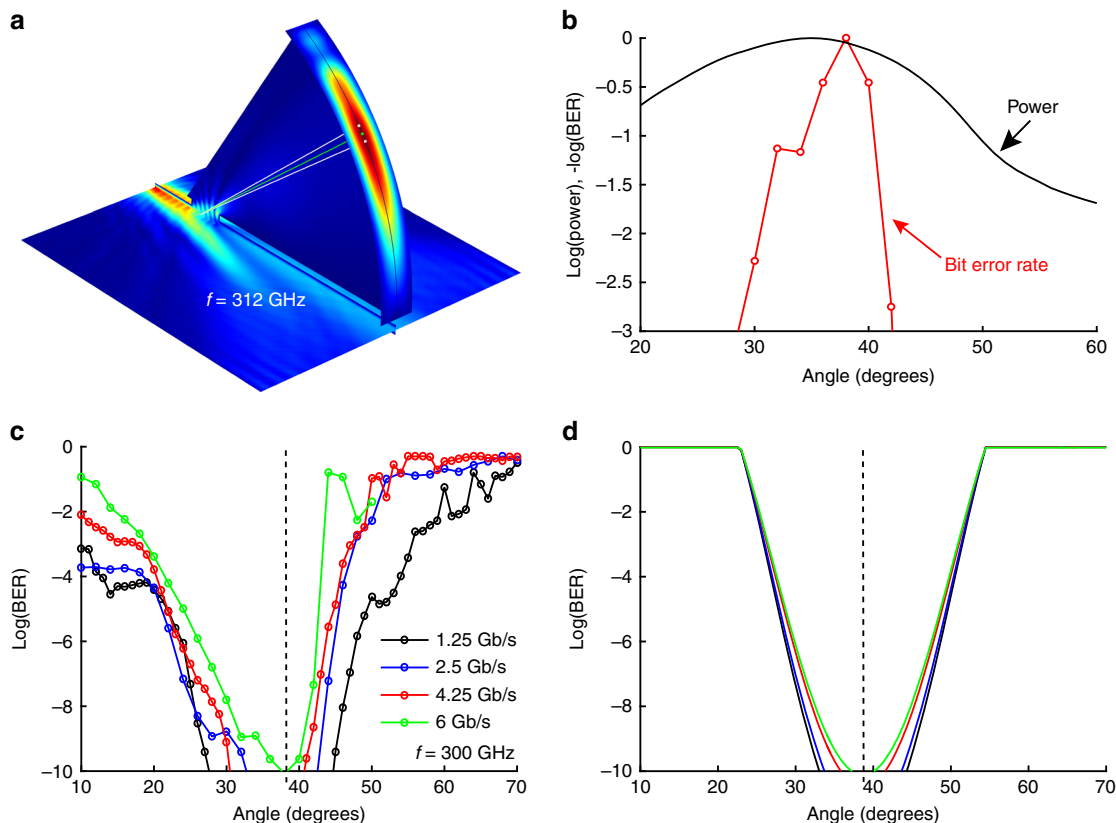 a
f = 312 GHz
b
Log(power), -log(BER)
0
−0.5
−1
−1.5
−2
−2.5
−3
Power
Bit error rate
20
30
40
50
60
Angle (degrees)
c
Log(BER)
0
−2
−4
−6
−8
−10
1.25 Gb/s
2.5 Gb/s
4.25 Gb/s
6 Gb/s
f = 300 GHz
10
20
30
40
50
60
70
Angle (degrees)
d
Log(BER)
0
−2
−4
−6
−8
−10
10
20
30
40
50
60
70
Angle (degrees)